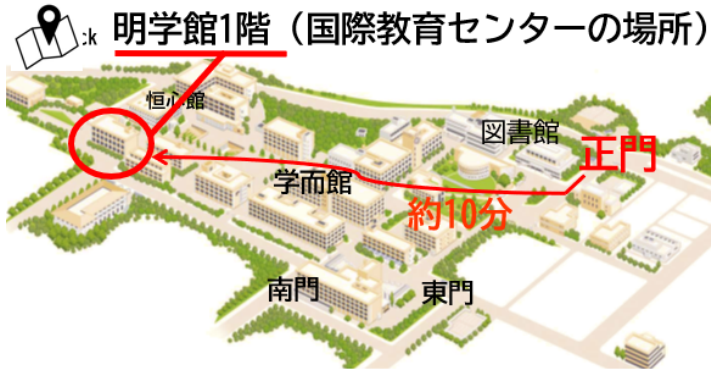 :k 明学館1階（国際教育センターの場所）
恒心館
図書館
正門
学而館
約10分
南門
東門